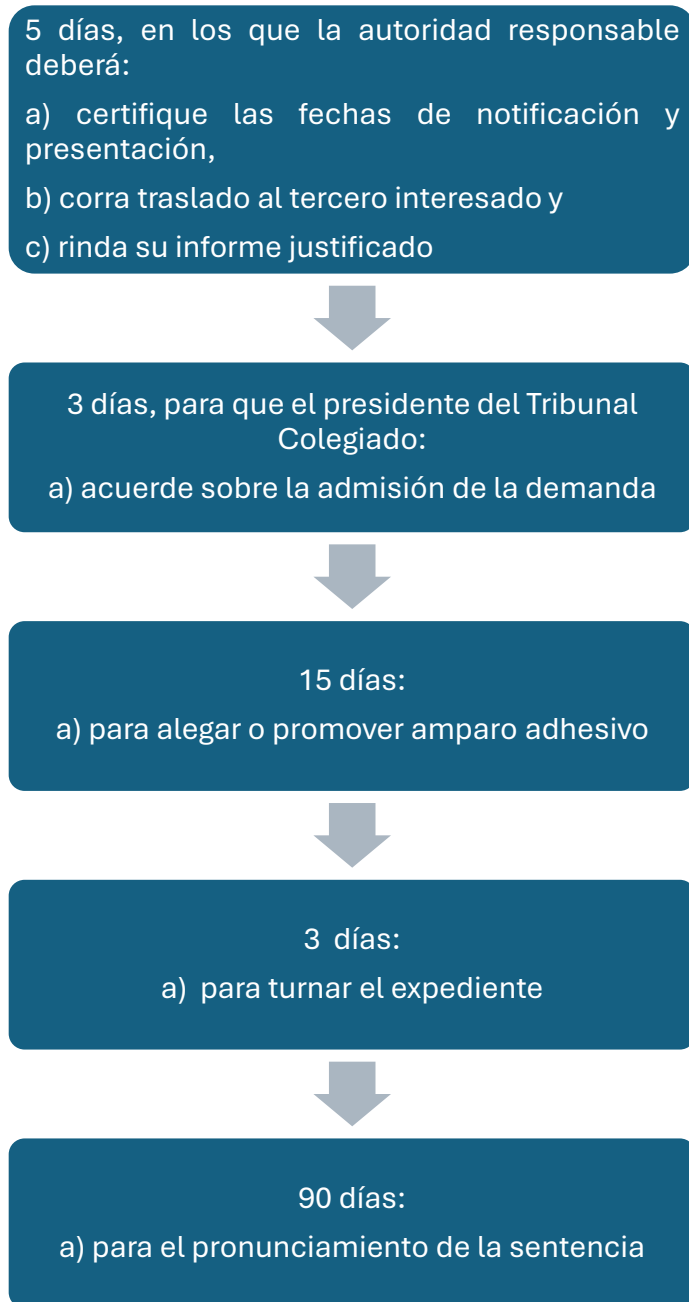 5 días, en los que la autoridad responsable
deberá:
a) certifique las fechas de notificación y
presentación,
b) corra traslado al tercero interesado y
c) rinda su informe justificado
3 días, para que el presidente del Tribunal
Colegiado:
a) acuerde sobre la admisión de la demanda
15 días:
a) para alegar o promover amparo adhesivo
3 días:
a) para turnar el expediente
90 días:
a) para el pronunciamiento de la sentencia